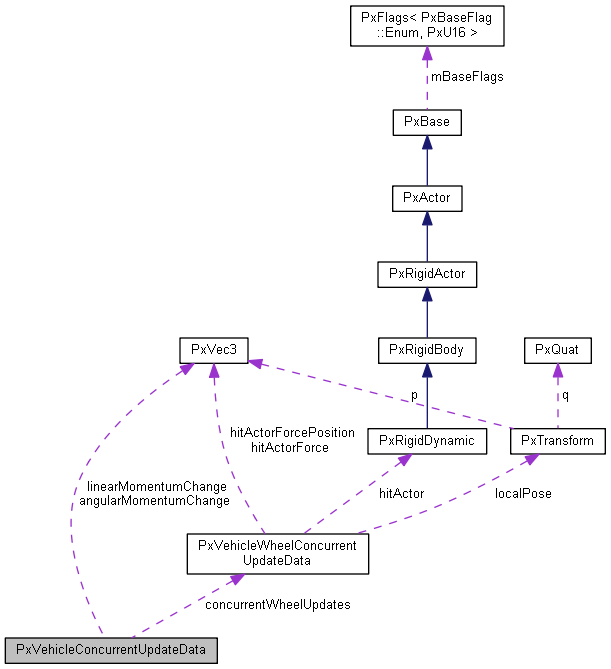 PxFlags< PxBaseFlag
::Enum, PxU16 >
mBaseFlags
PxBase
PxActor
PxRigidActor
PxVec3
PxRigidBody
PxQuat
p
q
hitActorForcePosition
hitActorForce
PxRigidDynamic
PxTransform
linearMomentumChange
angularMomentumChange
hitActor
localPose
PxVehicleWheelConcurrent
UpdateData
concurrentWheelUpdates
PxVehicleConcurrentUpdateData